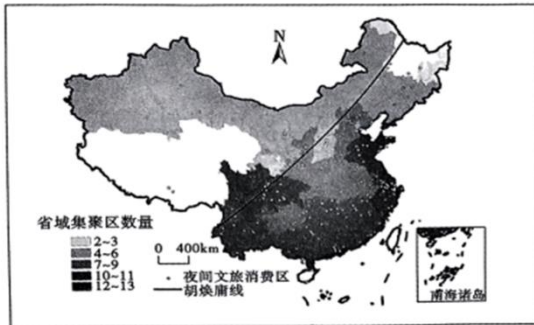 N
省域集聚区数量
2~3
4~6
7~9
10~11
12~13
0 400km
夜间文旅消费区
胡焕庸线
南海诸岛